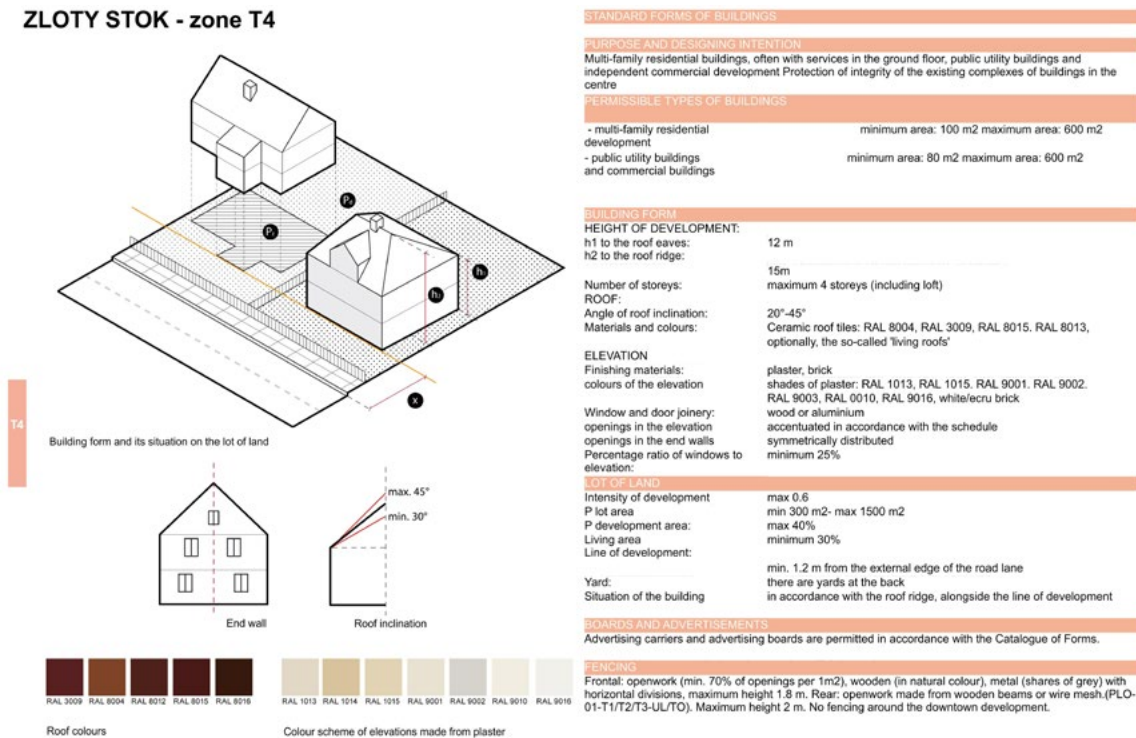 ZLOTY STOK - zone T4
P₄
h₁
h₂
x
T4
Building form and its situation on the lot of land
max. 45°
min. 30°
End wall
Roof inclination
RAL 3009 RAL 8004 RAL 8012 RAL 8015 RAL 8016
RAL 1013 RAL 1014 RAL 1015 RAL 9001 RAL 9002 RAL 9010 RAL 9016
Roof colours
Colour scheme of elevations made from plaster
STANDARD FORMS OF BUILDINGS
PURPOSE AND DESIGNING INTENTION
Multi-family residential buildings, often with services in the ground floor, public utility buildings and
independent commercial development Protection of integrity of the existing complexes of buildings in the
centre
PERMISSIBLE TYPES OF BUILDINGS
- multi-family residential minimum area: 100 m2 maximum area: 600 m2
development
- public utility buildings minimum area: 80 m2 maximum area: 600 m2
and commercial buildings
BUILDING FORM
HEIGHT OF DEVELOPMENT:
h1 to the roof eaves: 12 m
h2 to the roof ridge:
15m
Number of storeys: maximum 4 storeys (including loft)
ROOF:
Angle of roof inclination: 20°-45°
Materials and colours: Ceramic roof tiles: RAL 8004, RAL 3009, RAL 8015. RAL 8013,
optionally, the so-called 'living roofs'
ELEVATION
Finishing materials: plaster, brick
colours of the elevation shades of plaster: RAL 1013, RAL 1015. RAL 9001. RAL 9002.
RAL 9003, RAL 0010, RAL 9016, white/ecru brick
Window and door joinery: wood or aluminium
openings in the elevation accentuated in accordance with the schedule
openings in the end walls symmetrically distributed
Percentage ratio of windows to minimum 25%
elevation:
LOT OF LAND
Intensity of development max 0.6
P lot area min 300 m2- max 1500 m2
P development area: max 40%
Living area minimum 30%
Line of development:
min. 1.2 m from the external edge of the road lane
Yard: there are yards at the back
Situation of the building in accordance with the roof ridge, alongside the line of development
BOARDS AND ADVERTISEMENTS
Advertising carriers and advertising boards are permitted in accordance with the Catalogue of Forms.
FENCING
Frontal: openwork (min. 70% of openings per 1m2), wooden (in natural colour), metal (shares of grey) with
horizontal divisions, maximum height 1.8 m. Rear: openwork made from wooden beams or wire mesh.(PLO-
01-T1/T2/T3-UL/TO). Maximum height 2 m. No fencing around the downtown development.